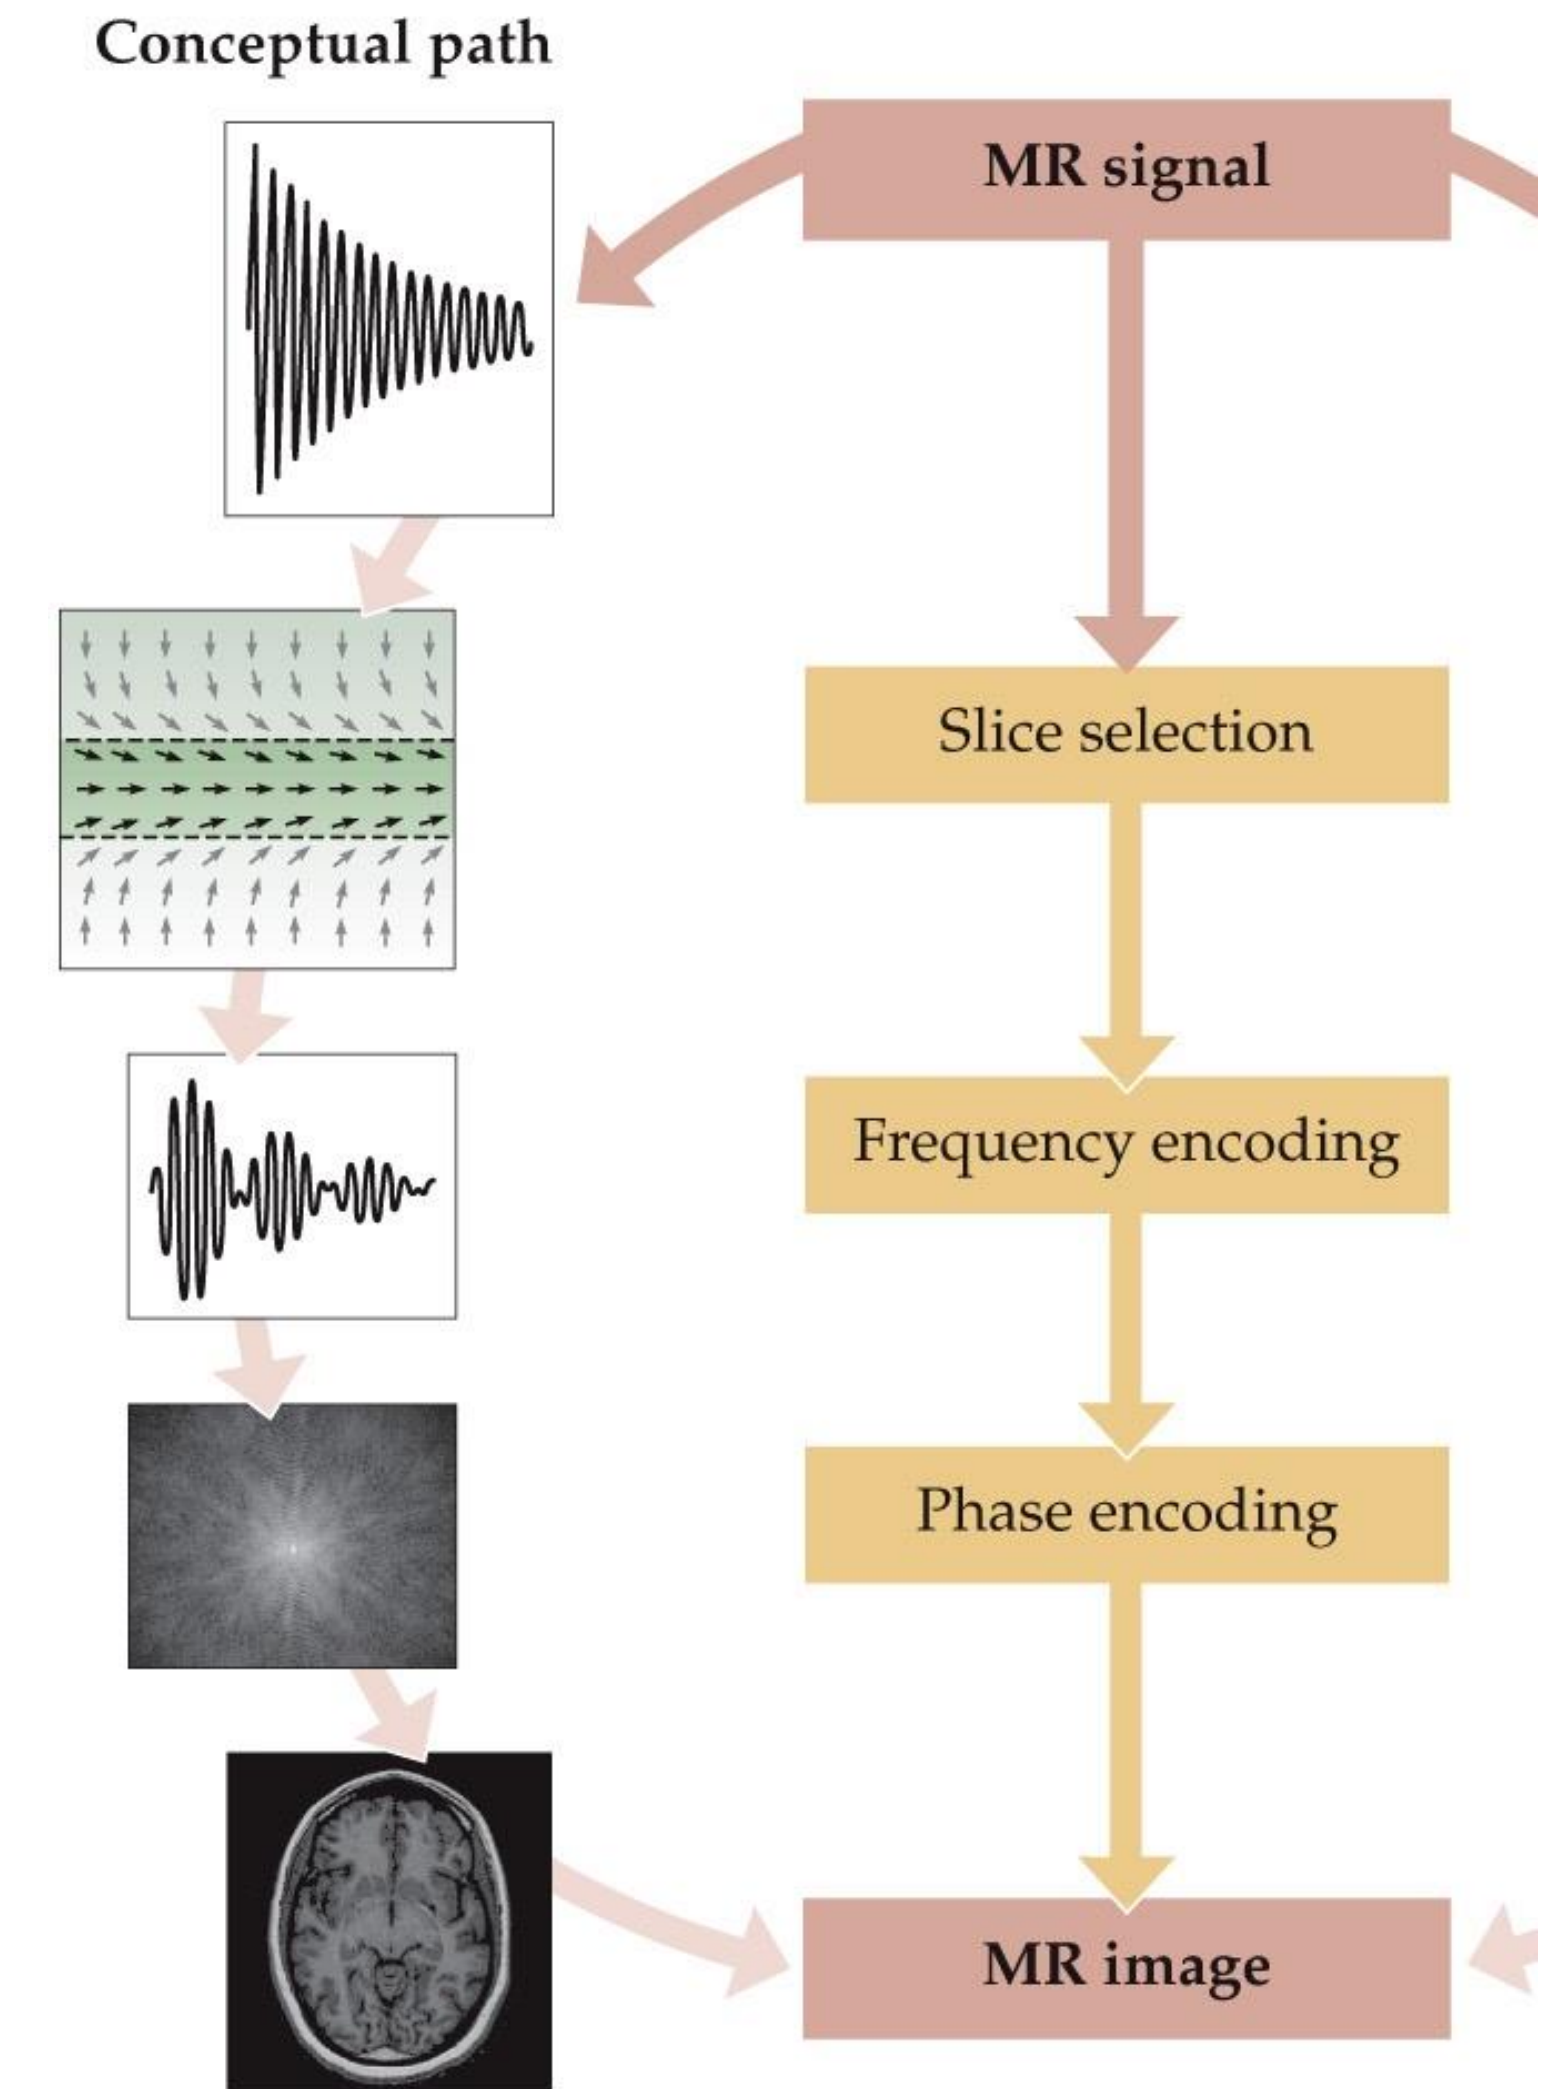 Conceptual path
MR signal
Slice selection
Frequency encoding
Phase encoding
MR image